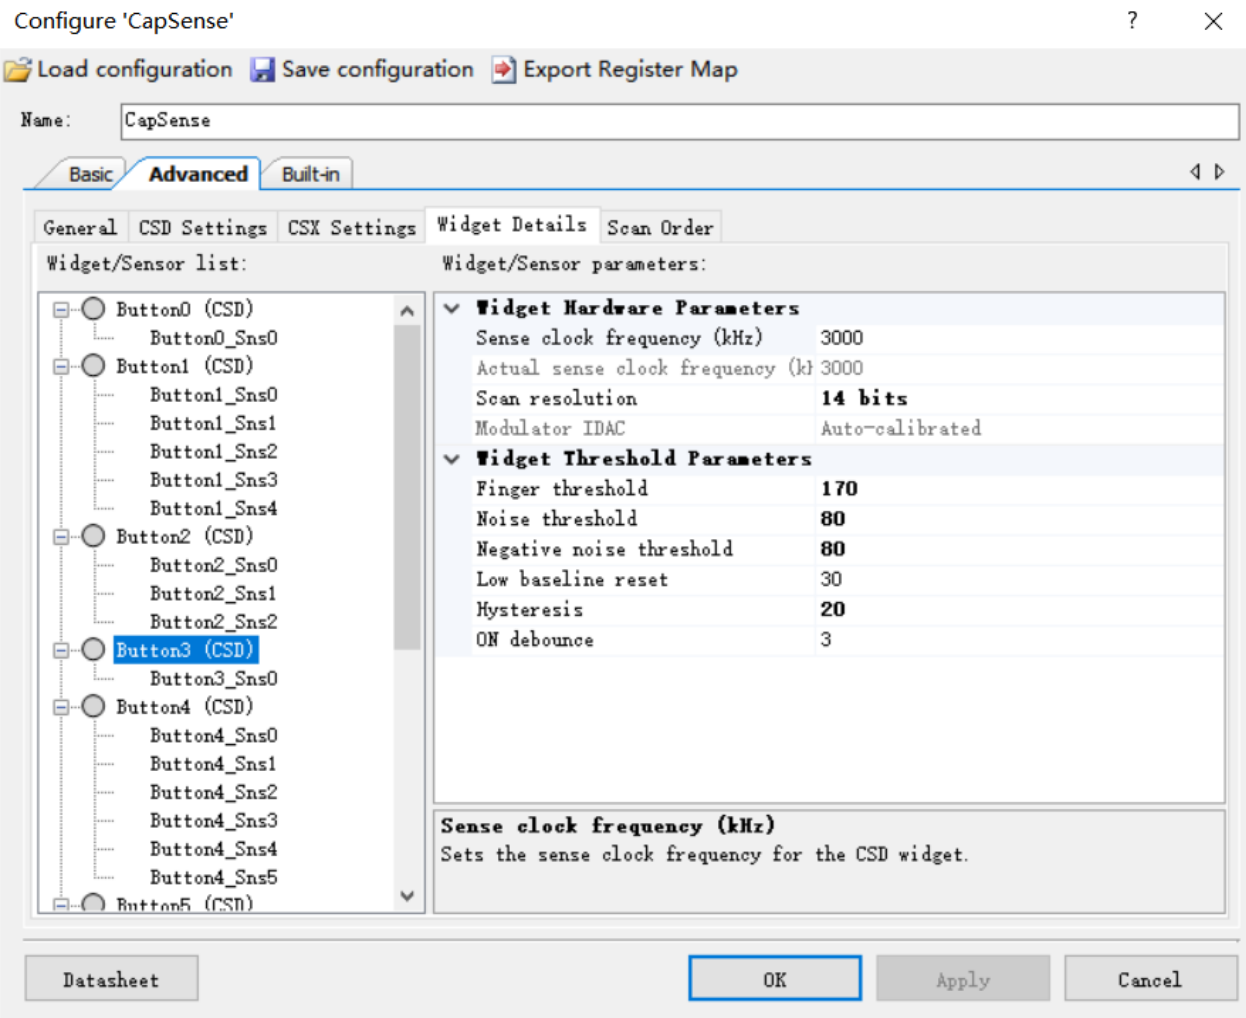 Configure 'CapSense'
?
Load configuration Save configuration Export Register Map
Name: CapSense
Basic Advanced Built-in
General CSD Settings CSX Settings Widget Details Scan Order
Widget/Sensor list:
Button0 (CSD)
Button0_Sns0
Button1 (CSD)
Button1_Sns0
Button1_Sns1
Button1_Sns2
Button1_Sns3
Button1_Sns4
Button2 (CSD)
Button2_Sns0
Button2_Sns1
Button2_Sns2
Button3 (CSD)
Button3_Sns0
Button4 (CSD)
Button4_Sns0
Button4_Sns1
Button4_Sns2
Button4_Sns3
Button4_Sns4
Button4_Sns5
Button5 (CSD)
Widget/Sensor parameters:
Widget Hardware Parameters
Sense clock frequency (kHz) 3000
Actual sense clock frequency (kH 3000
Scan resolution 14 bits
Modulator IDAC Auto-calibrated
Widget Threshold Parameters
Finger threshold 170
Noise threshold 80
Negative noise threshold 80
Low baseline reset 30
Hysteresis 20
ON debounce 3
Sense clock frequency (kHz)
Sets the sense clock frequency for the CSD widget.
Datasheet OK Apply Cancel